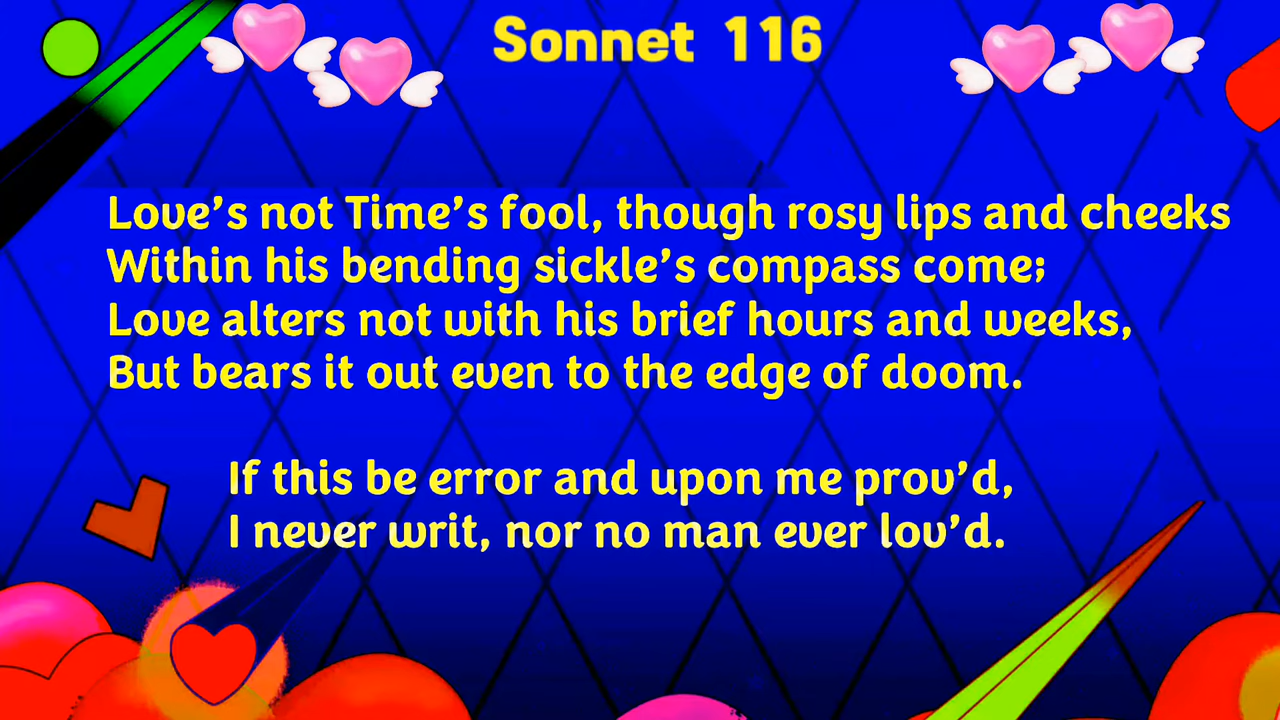 Sonnet 116
Love's not Time's fool, though rosy lips and cheeks
Within his bending sickle's compass come;
Love alters not with his brief hours and weeks,
But bears it out even to the edge of doom.
If this be error and upon me prov'd,
I never writ, nor no man ever lov'd.